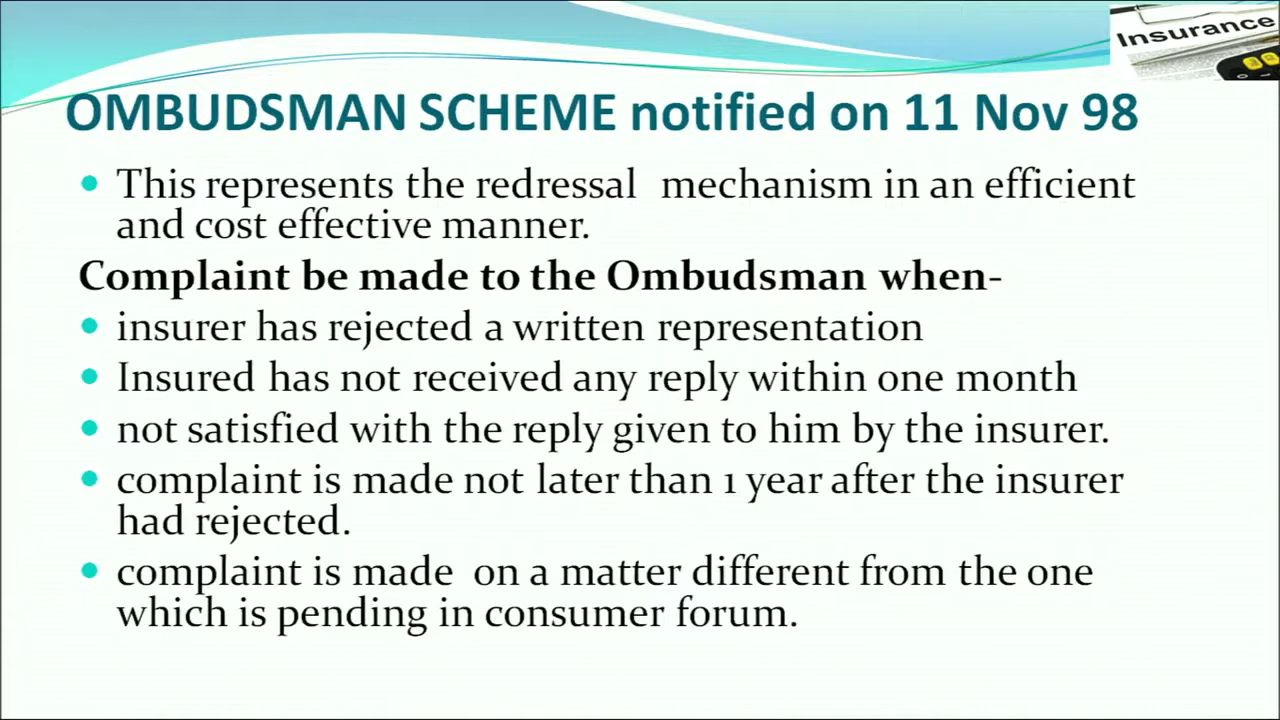 Insurance
OMBUDSMAN SCHEME notified on 11 Nov 98
This represents the redressal mechanism in an efficient
and cost effective manner.
Complaint be made to the Ombudsman when-
insurer has rejected a written representation
Insured has not received any reply within one month
not satisfied with the reply given to him by the insurer.
complaint is made not later than 1 year after the insurer
had rejected.
complaint is made on a matter different from the one
which is pending in consumer forum.